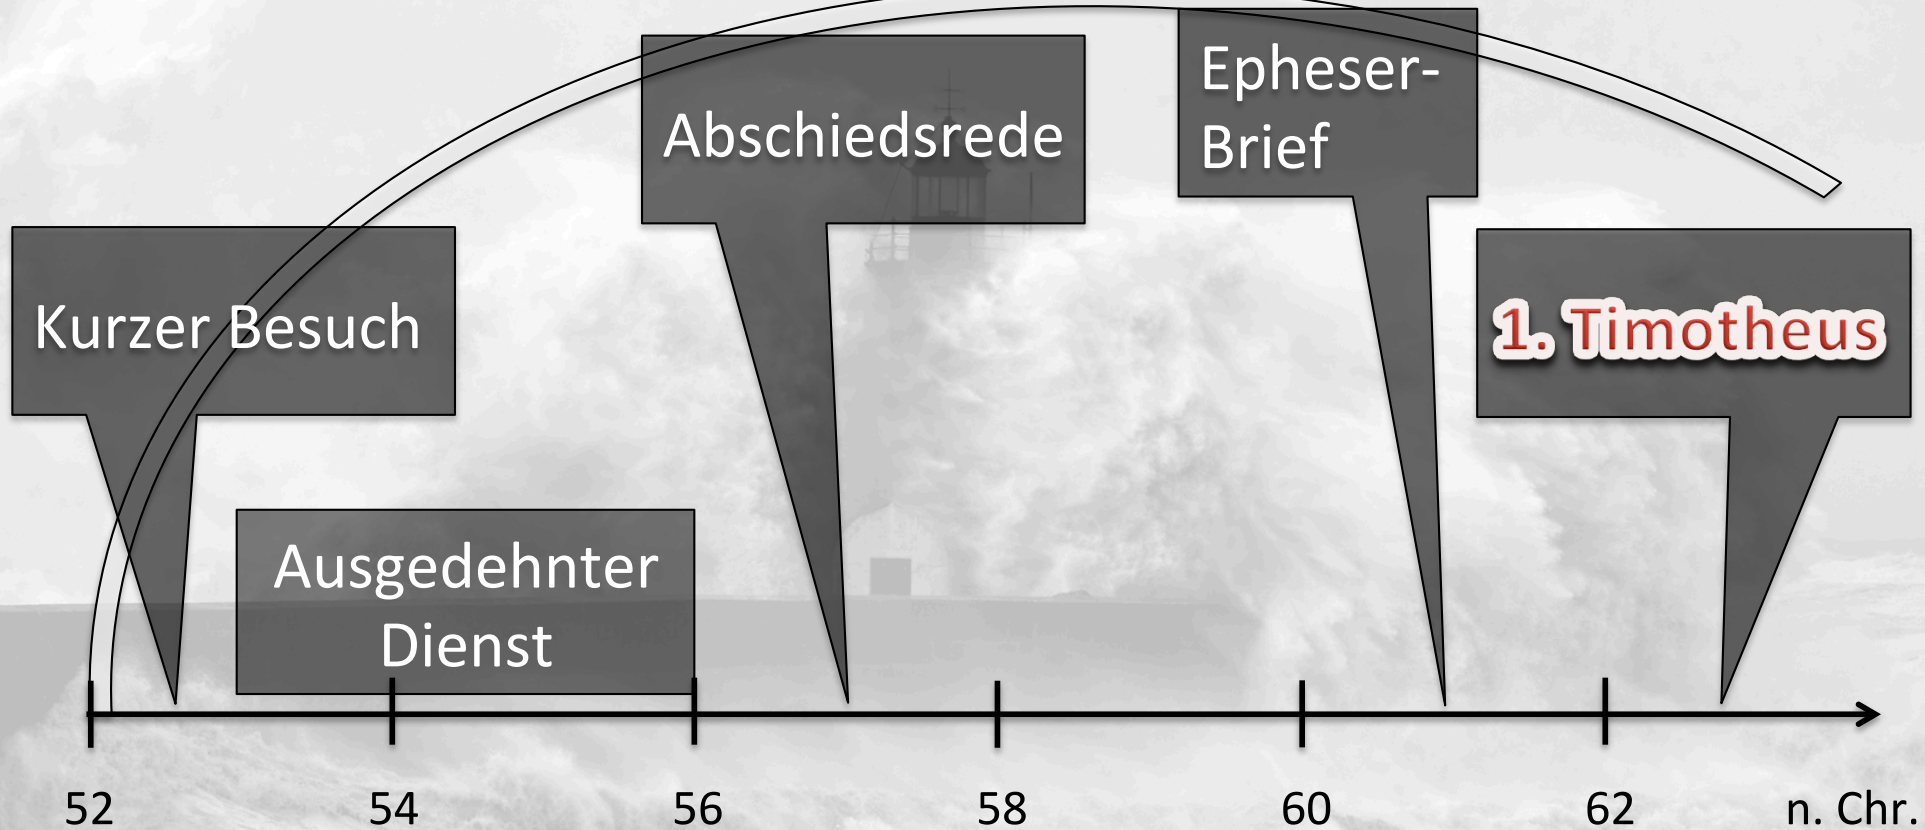 Epheser-
Brief
Abschiedsrede
Kurzer Besuch
1. Timotheus
Ausgedehnter
Dienst
52 54 56 58 60 62 n. Chr.